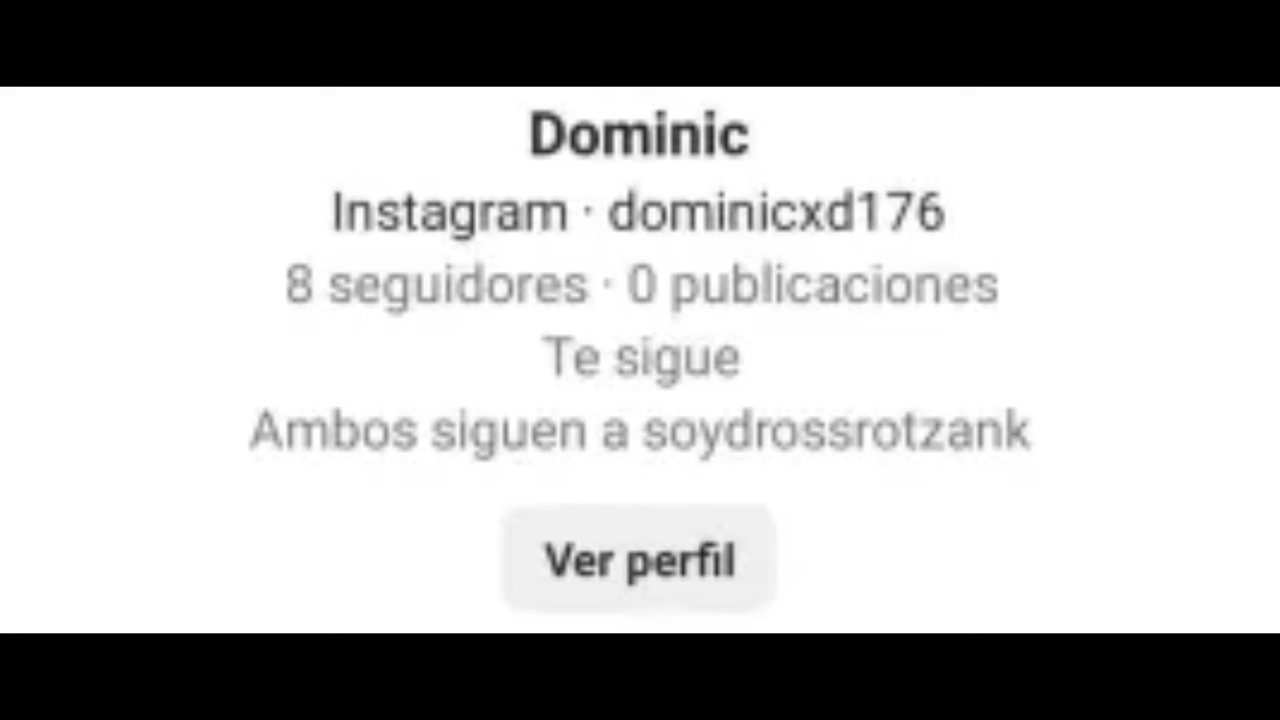 Dominic
Instagram · dominicxd176
8 seguidores · 0 publicaciones
Te sigue
Ambos siguen a soydrossrotzank
Ver perfil